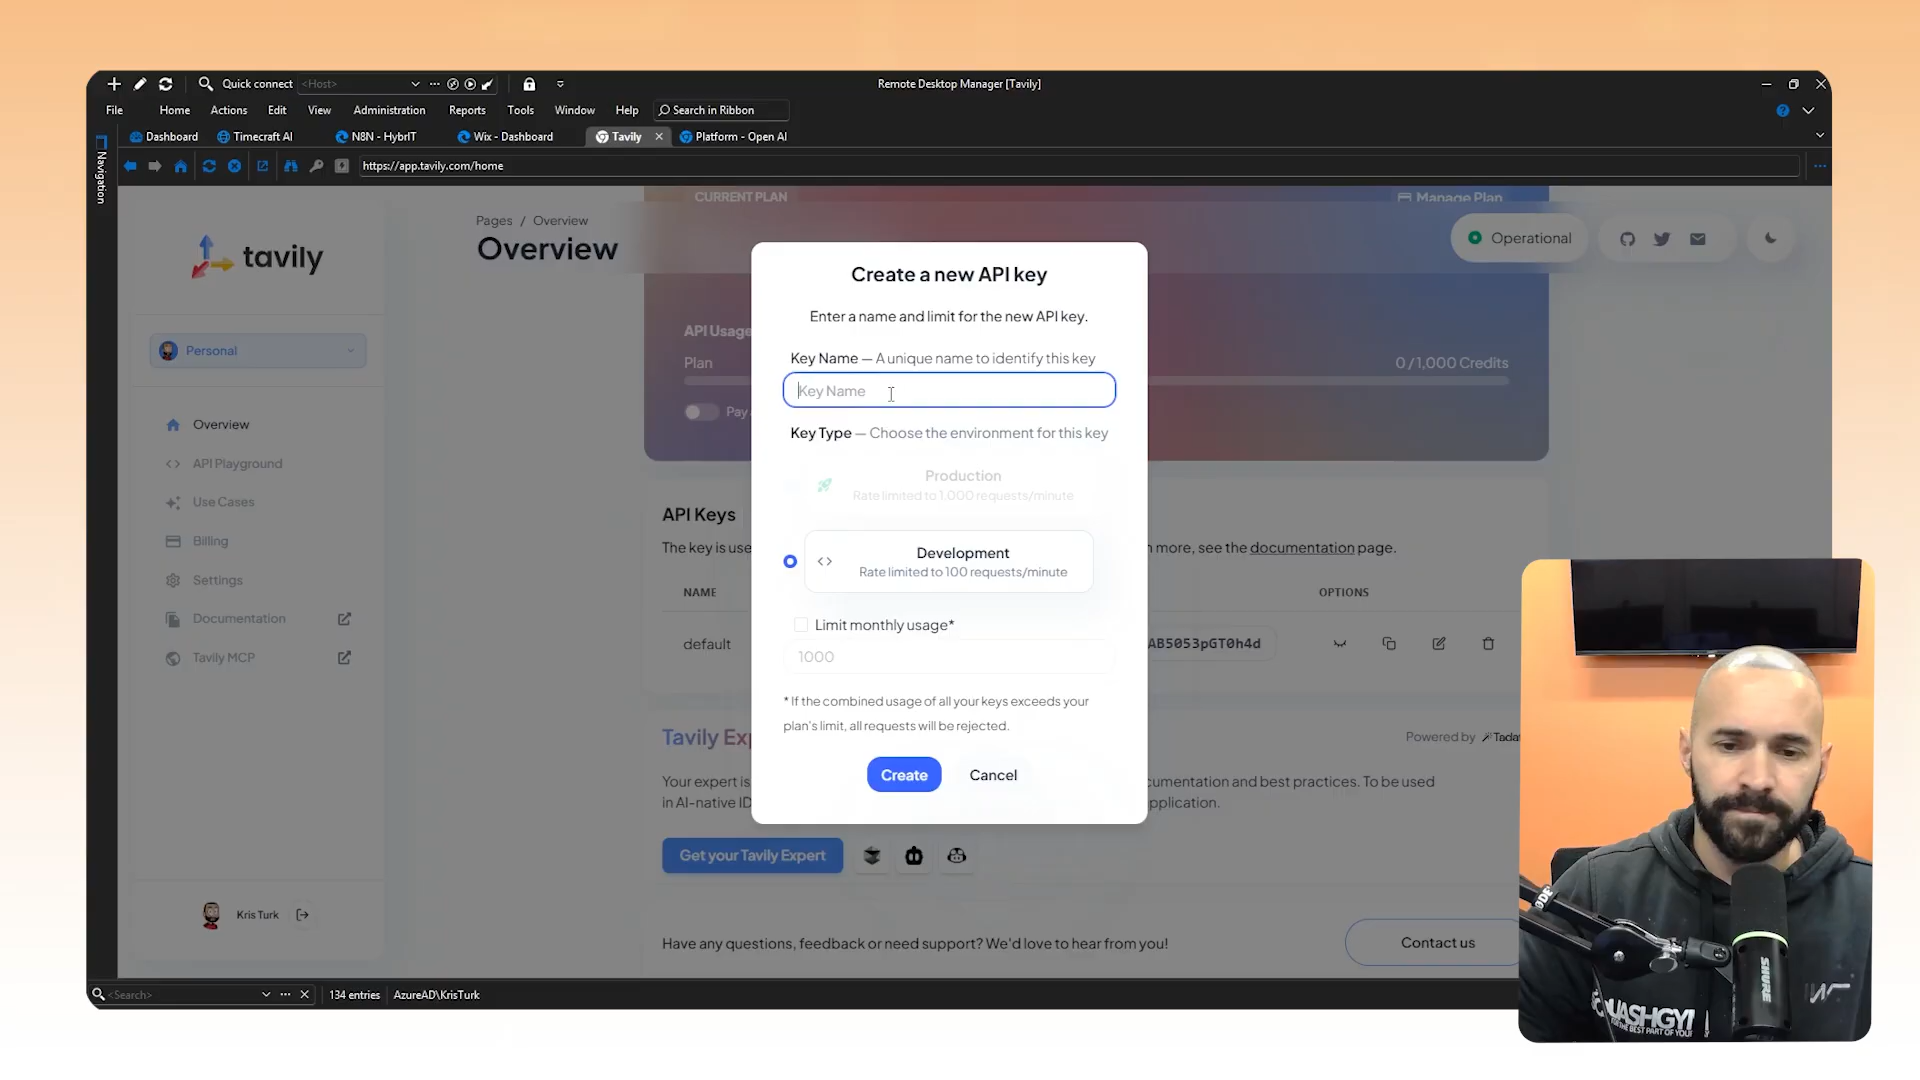 Quick connect <Host>
Remote Desktop Manager [Tavily]
File Home Actions Edit View Administration Reports Tools Window Help Search in Ribbon
Dashboard Timecraft AI N8N - HybrIT Wix - Dashboard Tavily Platform - Open AI
Navigation
https://app.tavily.com/home
CURRENT PLAN
Manage Plan
Pages / Overview
Overview
Operational
tavily
Personal
Overview
API Playground
Use Cases
Billing
Settings
Documentation
Tavily MCP
Kris Turk
API Usage
Plan
0/1,000 Credits
Pay
API Keys
The key is use
n more, see the documentation page.
NAME
OPTIONS
default
AB5053pGT0h4d
Tavily Exp
Powered by
Your expert is
cumentation and best practices. To be used
in AI-native ID
pplication.
Get your Tavily Expert
Have any questions, feedback or need support? We'd love to hear from you!
Contact us
Create a new API key
Enter a name and limit for the new API key.
Key Name — A unique name to identify this key
Key Name
Key Type — Choose the environment for this key
Production
Rate limited to 1,000 requests/minute
Development
Rate limited to 100 requests/minute
Limit monthly usage*
1000
* If the combined usage of all your keys exceeds your
plan's limit, all requests will be rejected.
Create Cancel
<Search>
134 entries
AzureAD\KrisTurk
SHURE